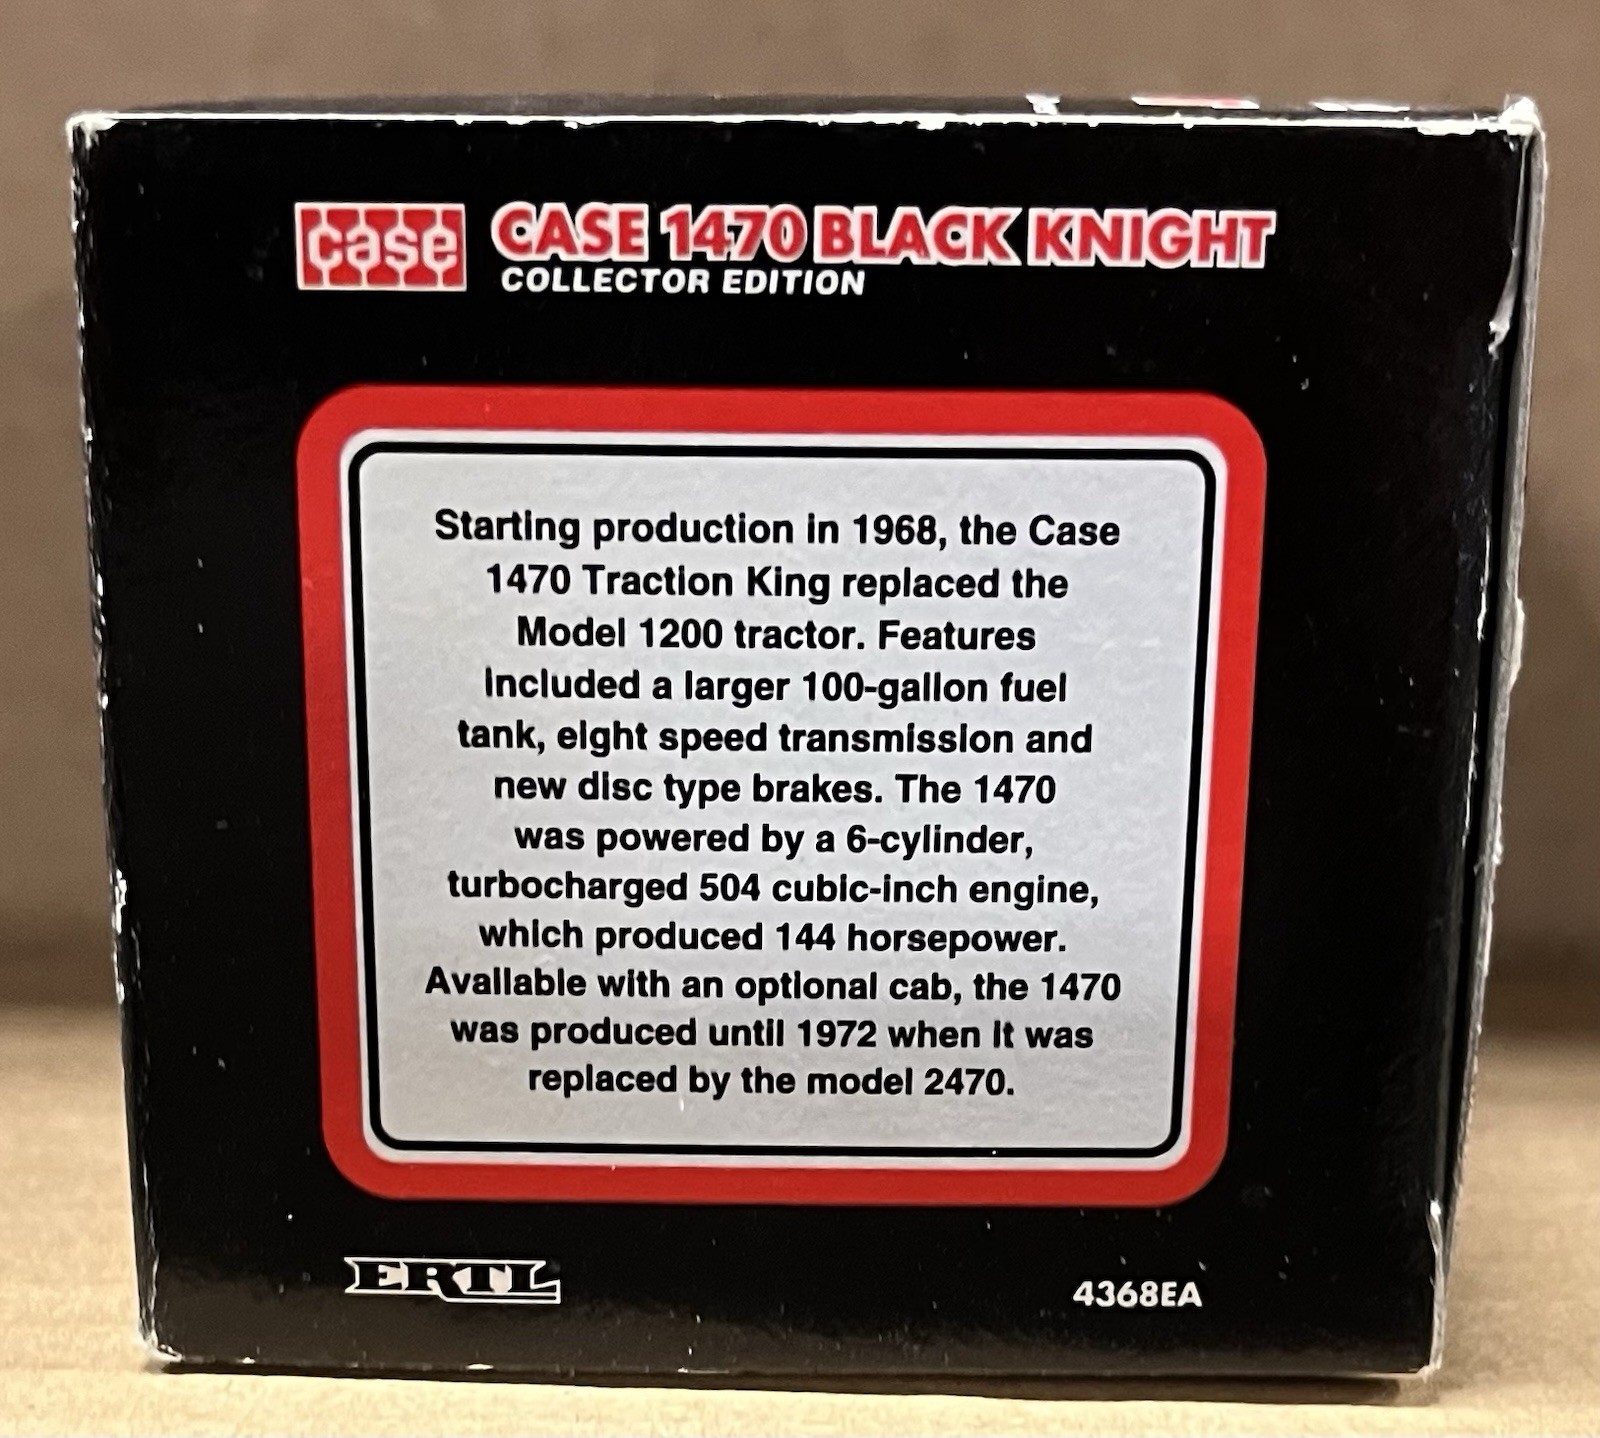 case
CASE 1470 BLACK KNIGHT
COLLECTOR EDITION
Starting production in 1968, the Case
1470 Traction King replaced the
Model 1200 tractor. Features
included a larger 100-gallon fuel
tank, eight speed transmission and
new disc type brakes. The 1470
was powered by a 6-cylinder,
turbocharged 504 cubic-inch engine,
which produced 144 horsepower.
Available with an optional cab, the 1470
was produced until 1972 when it was
replaced by the model 2470.
ERTL
4368EA